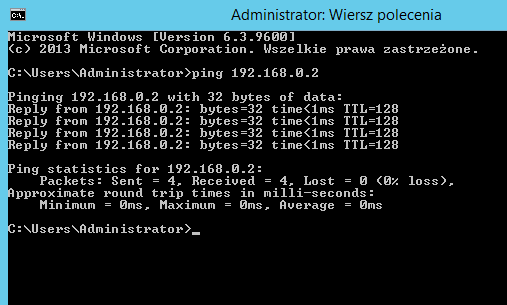 Administrator: Wiersz polecenia
Microsoft Windows [Version 6.3.9600]
(c) 2013 Microsoft Corporation. Wszelkie prawa zastrzeżone.
C:\Users\Administrator>ping 192.168.0.2
Pinging 192.168.0.2 with 32 bytes of data:
Reply from 192.168.0.2: bytes=32 time<1ms TTL=128
Reply from 192.168.0.2: bytes=32 time<1ms TTL=128
Reply from 192.168.0.2: bytes=32 time<1ms TTL=128
Reply from 192.168.0.2: bytes=32 time<1ms TTL=128
Ping statistics for 192.168.0.2:
    Packets: Sent = 4, Received = 4, Lost = 0 (0% loss),
Approximate round trip times in milli-seconds:
    Minimum = 0ms, Maximum = 0ms, Average = 0ms
C:\Users\Administrator>_